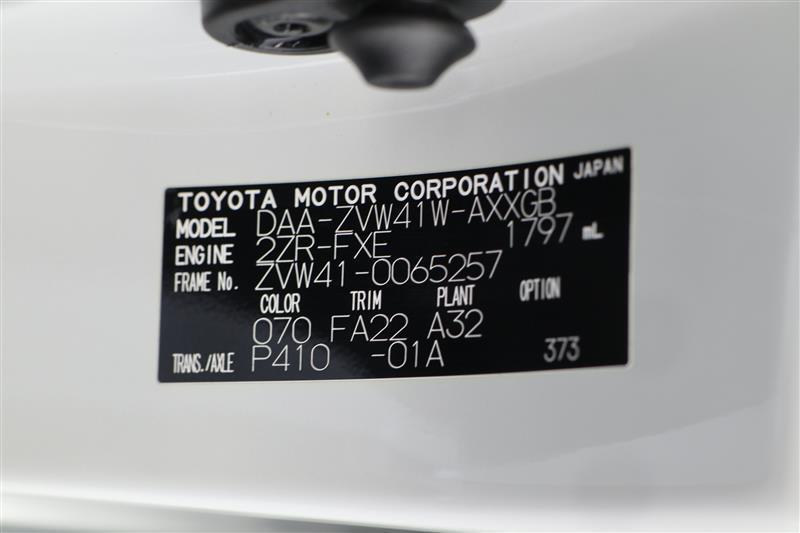 TOYOTA MOTOR CORPORATION JAPAN
MODEL DAA-ZVW41W-AXXGB
ENGINE 2ZR-FXE 1797 mL
FRAME No. ZVW41-0065257
COLOR TRIM PLANT OPTION
070 FA22 A32
TRANS./AXLE P410 -01A 373